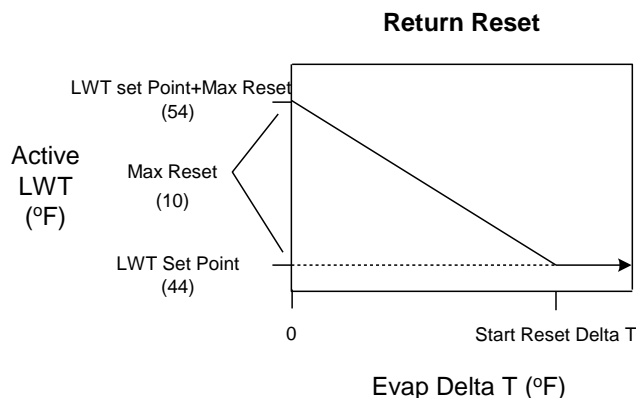 Return Reset
LWT set Point+Max Reset
(54)
Active
LWT
(°F)
Max Reset
(10)
LWT Set Point
(44)
0
Start Reset Delta T
Evap Delta T (°F)